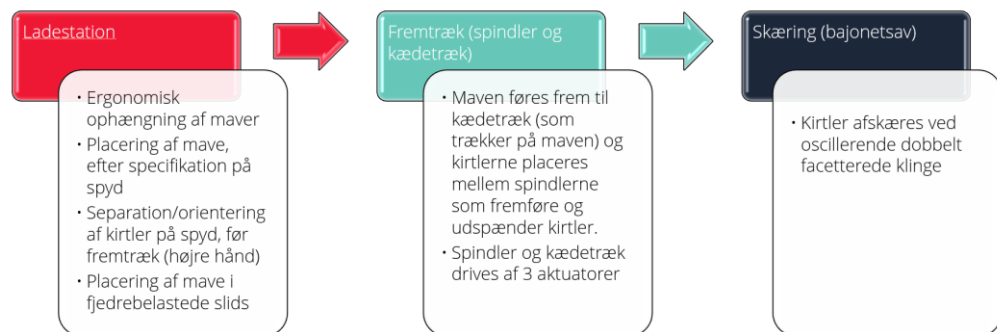 Ladestation
• Ergonomisk
ophængning af maver
• Placering af mave,
efter specifikation på
spyd
• Separation/orientering
af kirtler på spyd, før
fremtræk (højre hånd)
• Placering af mave i
fjedrebelastede slids
Fremtræk (spindler og
kædetræk)
• Maven føres frem til
kædetræk (som
trækker på maven) og
kirtlerne placeres
mellem spindlerne
som fremføre og
udspænder kirtler.
• Spindler og kædetræk
drives af 3 aktuatorer
Skæring (bajonetsav)
• Kirtler afskæres ved
oscillerende dobbelt
facetterede klinge